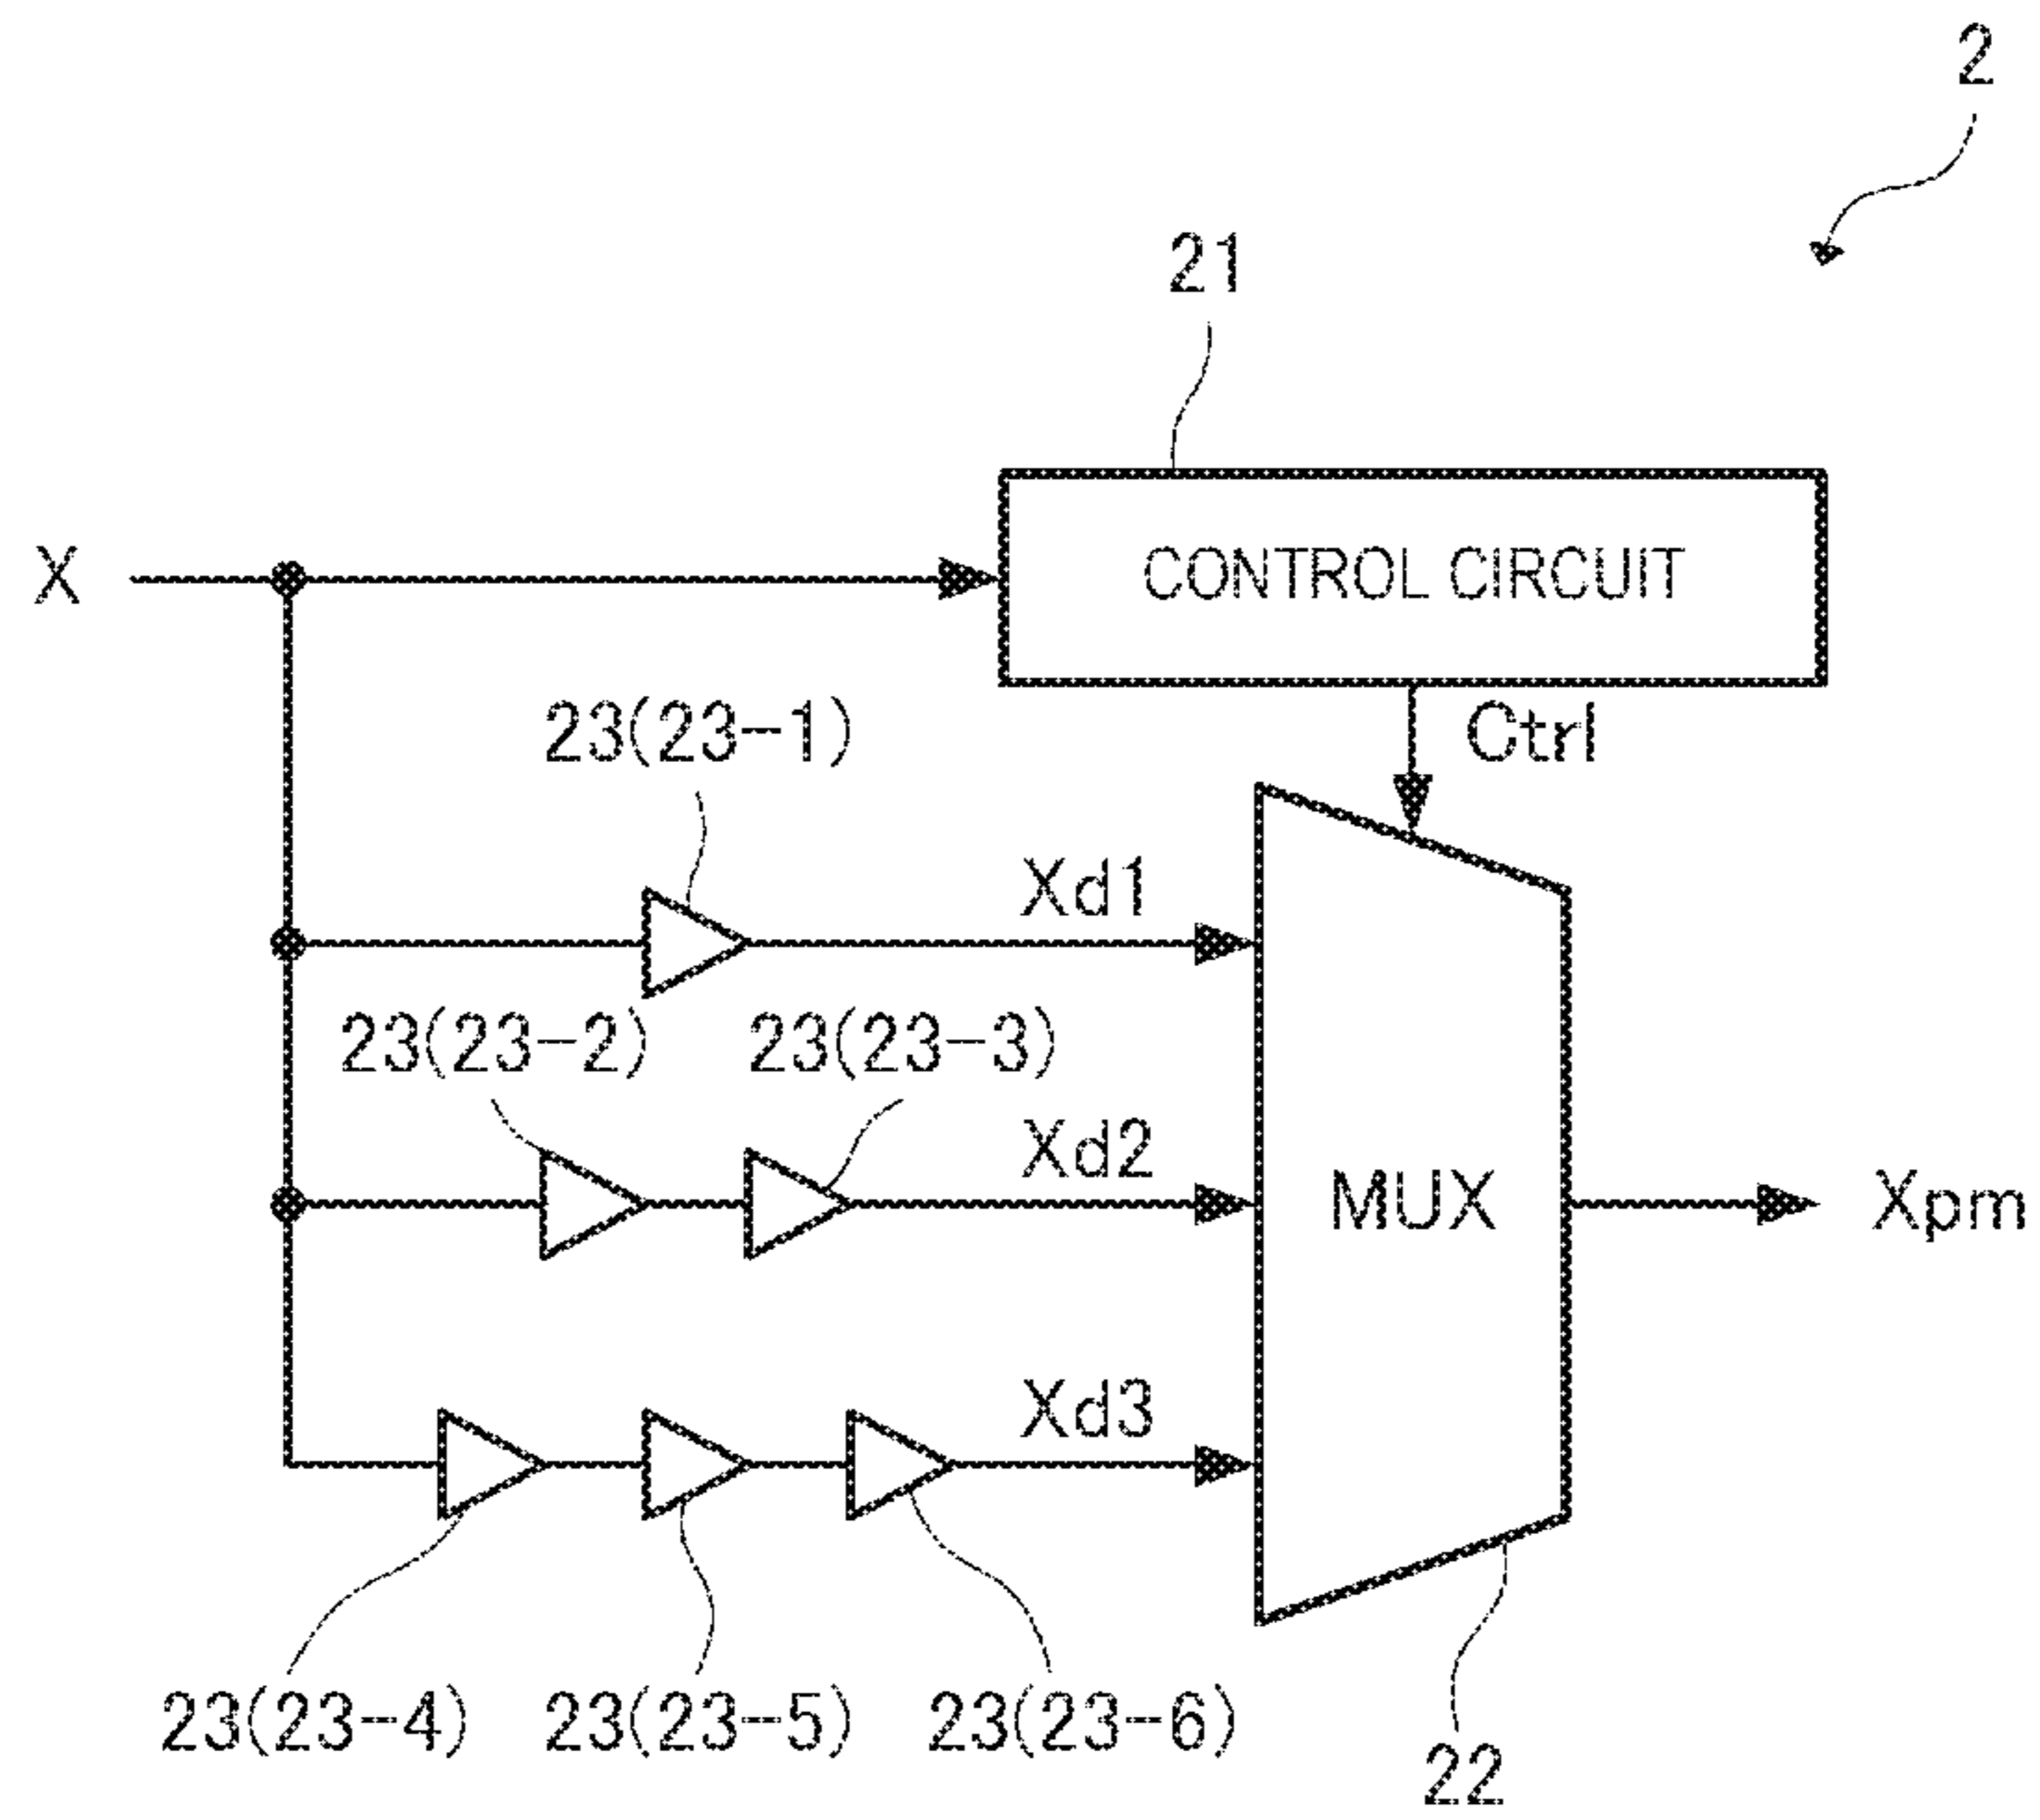 2
21
X
CONTROL CIRCUIT
23(23-1)
Ctrl
Xd1
23(23-2)
23(23-3)
Xd2
MUX
Xpm
Xd3
23(23-4)
23(23-5)
23(23-6)
22